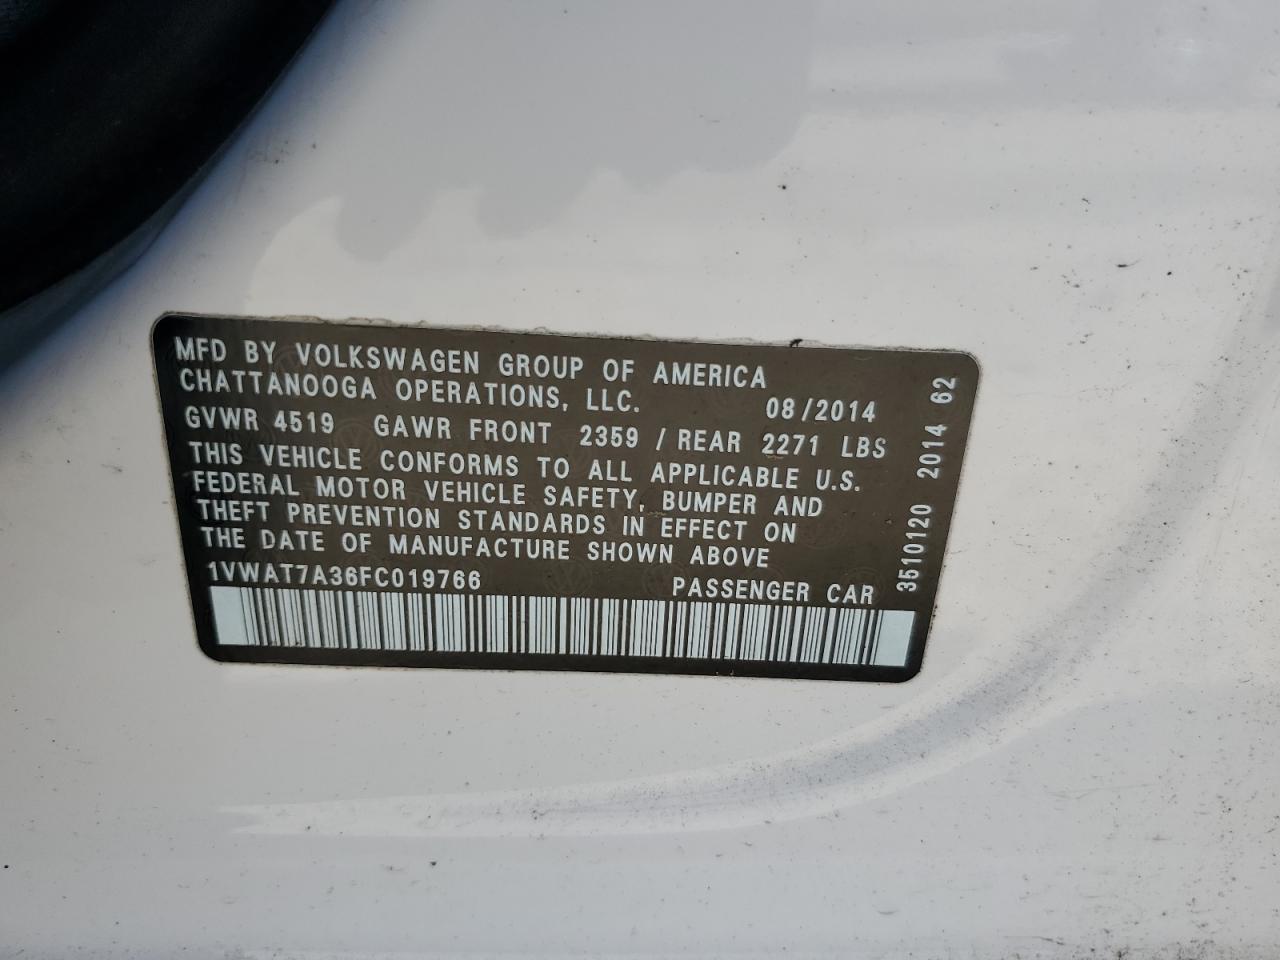 MFD BY VOLKSWAGEN GROUP OF AMERICA
CHATTANOOGA OPERATIONS, LLC. 08/2014
GVWR 4519 GAWR FRONT 2359 / REAR 2271 LBS
THIS VEHICLE CONFORMS TO ALL APPLICABLE U.S.
FEDERAL MOTOR VEHICLE SAFETY, BUMPER AND
THEFT PREVENTION STANDARDS IN EFFECT ON
THE DATE OF MANUFACTURE SHOWN ABOVE
1VWAT7A36FC019766 PASSENGER CAR
3510120 2014 62